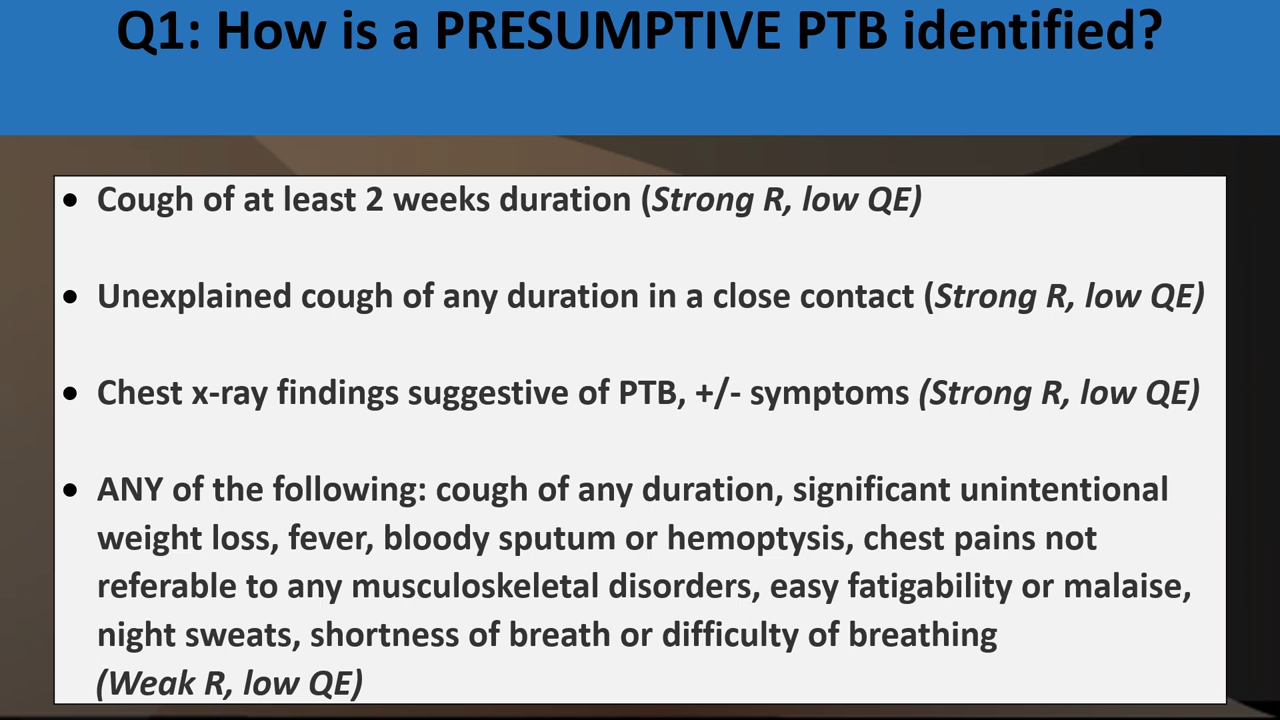 Q1: How is a PRESUMPTIVE PTB identified?
• Cough of at least 2 weeks duration (Strong R, low QE)
• Unexplained cough of any duration in a close contact (Strong R, low QE)
• Chest x-ray findings suggestive of PTB, +/- symptoms (Strong R, low QE)
• ANY of the following: cough of any duration, significant unintentional
weight loss, fever, bloody sputum or hemoptysis, chest pains not
referable to any musculoskeletal disorders, easy fatigability or malaise,
night sweats, shortness of breath or difficulty of breathing
(Weak R, low QE)